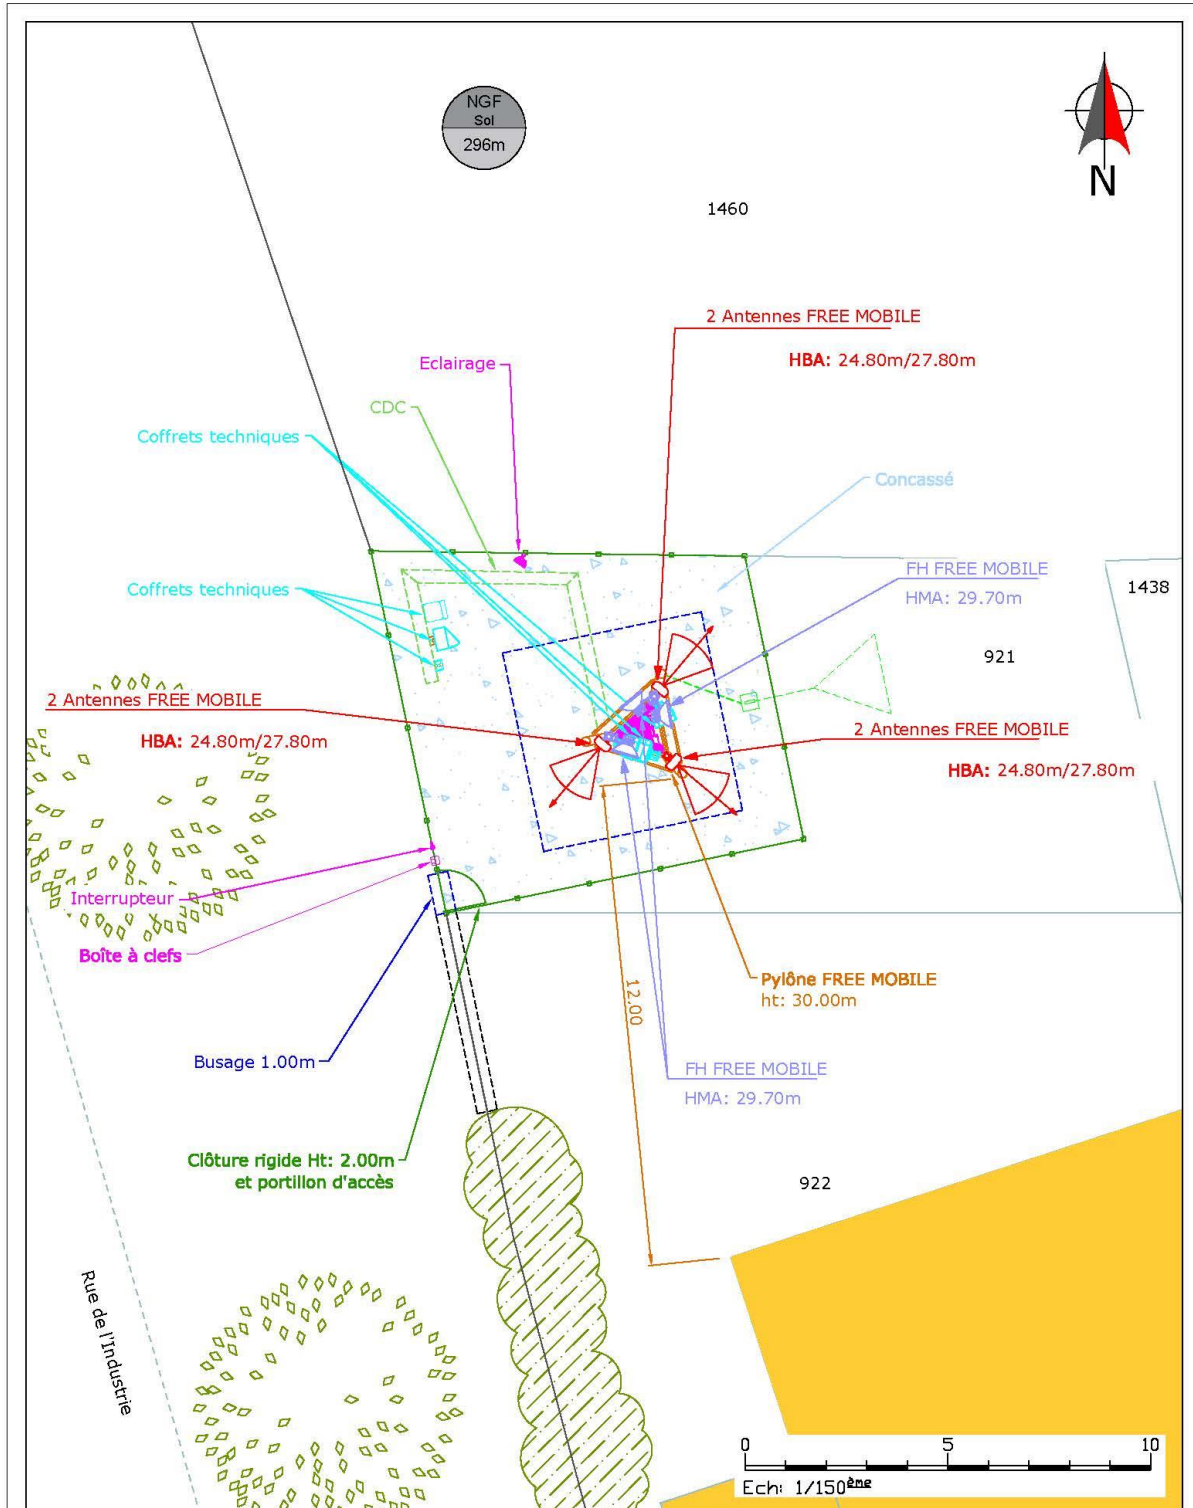 NGF
Sol
296m
N
1460
2 Antennes FREE MOBILE
HBA: 24.80m/27.80m
Eclairage
CDC
Coffrets techniques
Concassé
FH FREE MOBILE
HMA: 29.70m
1438
Coffrets techniques
921
2 Antennes FREE MOBILE
HBA: 24.80m/27.80m
2 Antennes FREE MOBILE
HBA: 24.80m/27.80m
Interrupteur
Boîte à clefs
Pylône FREE MOBILE
ht: 30.00m
12.00
Busage 1.00m
FH FREE MOBILE
HMA: 29.70m
Clôture rigide Ht: 2.00m
et portillon d'accès
922
Rue de l'Industrie
0 5 10
Ech: 1/150ème